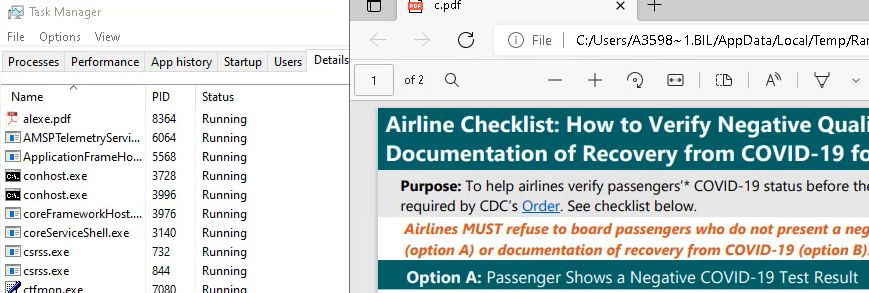 Task Manager
File Options View
Processes Performance App history Startup Users Details
Name PID Status
alexe.pdf 8364 Running
AMSPTelemetryServi... 6064 Running
ApplicationFrameHo... 5568 Running
conhost.exe 3728 Running
conhost.exe 3996 Running
coreFrameworkHost.... 3976 Running
coreServiceShell.exe 3140 Running
csrss.exe 732 Running
csrss.exe 844 Running
ctfmon.exe 7080 Running
c.pdf
File C:/Users/A3598~1.BIL/AppData/Local/Temp/Rar
1 of 2
Airline Checklist: How to Verify Negative Quali
Documentation of Recovery from COVID-19 fo
Purpose: To help airlines verify passengers'* COVID-19 status before the
required by CDC's Order. See checklist below.
Airlines MUST refuse to board passengers who do not present a neg
(option A) or documentation of recovery from COVID-19 (option B)
Option A: Passenger Shows a Negative COVID-19 Test Result